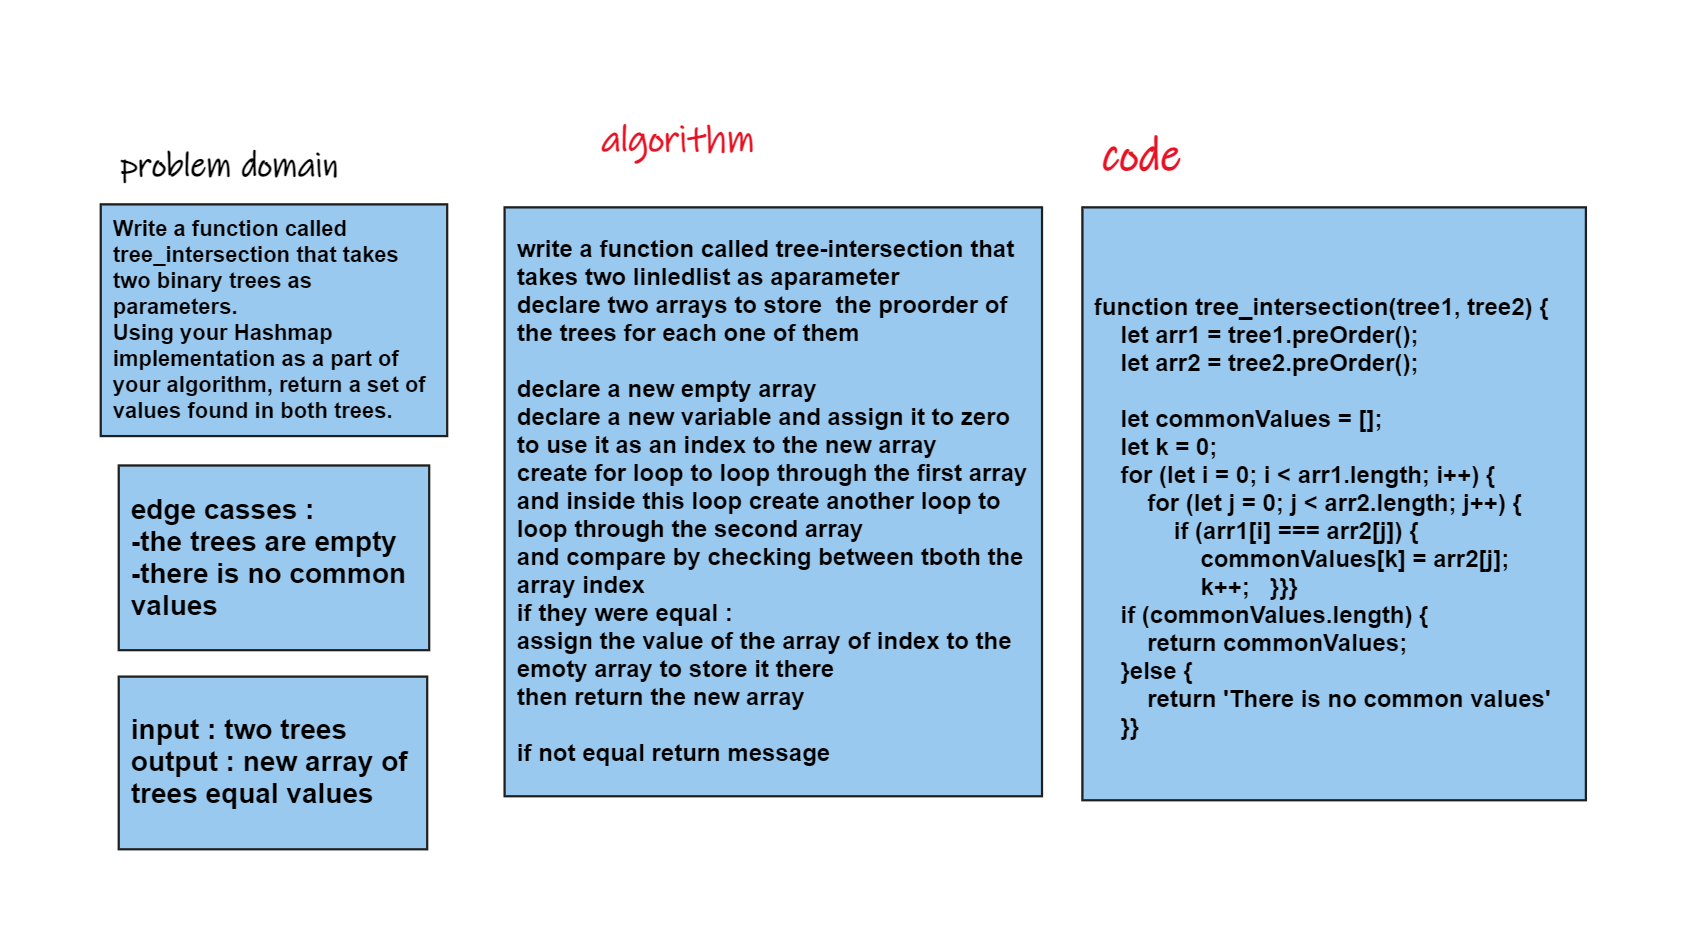 problem domain
Write a function called
tree_intersection that takes
two binary trees as
parameters.
Using your Hashmap
implementation as a part of
your algorithm, return a set of
values found in both trees.
edge casses :
-the trees are empty
-there is no common
values
input : two trees
output : new array of
trees equal values
algorithm
write a function called tree-intersection that
takes two linledlist as aparameter
declare two arrays to store  the proorder of
the trees for each one of them
declare a new empty array
declare a new variable and assign it to zero
to use it as an index to the new array
create for loop to loop through the first array
and inside this loop create another loop to
loop through the second array
and compare by checking between tboth the
array index
if they were equal :
assign the value of the array of index to the
emoty array to store it there
then return the new array
if not equal return message
code
function tree_intersection(tree1, tree2) {
    let arr1 = tree1.preOrder();
    let arr2 = tree2.preOrder();
    let commonValues = [];
    let k = 0;
    for (let i = 0; i < arr1.length; i++) {
        for (let j = 0; j < arr2.length; j++) {
            if (arr1[i] === arr2[j]) {
                commonValues[k] = arr2[j];
                k++;   }}}
    if (commonValues.length) {
        return commonValues;
    }else {
        return 'There is no common values'
    }}